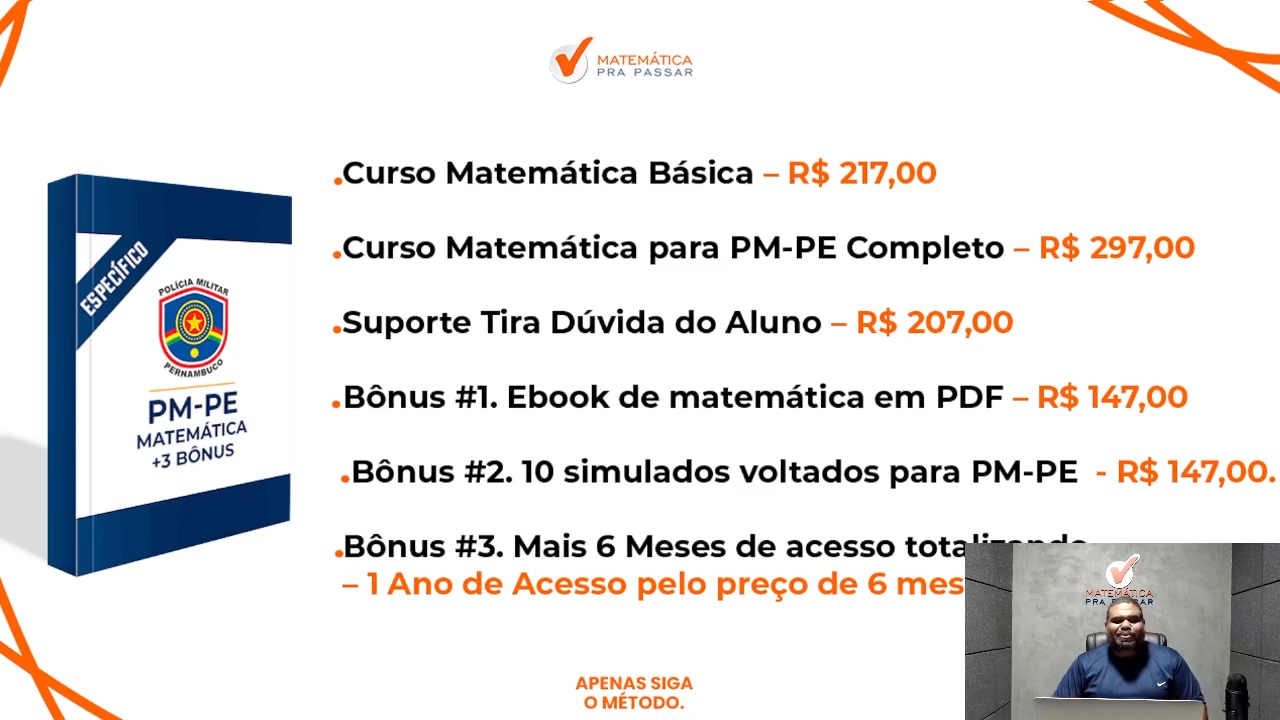 MATEMÁTICA
PRA PASSAR
.Curso Matemática Básica – R$ 217,00
.Curso Matemática para PM-PE Completo – R$ 297,00
.Suporte Tira Dúvida do Aluno – R$ 207,00
.Bônus #1. Ebook de matemática em PDF – R$ 147,00
.Bônus #2. 10 simulados voltados para PM-PE - R$ 147,00.
.Bônus #3. Mais 6 Meses de acesso totalizando
– 1 Ano de Acesso pelo preço de 6 mes
ESPECÍFICO
POLÍCIA MILITAR
PERNAMBUCO
PM-PE
MATEMÁTICA
+3 BÔNUS
MATEMÁTICA
PRA PASSAR
APENAS SIGA
O MÉTODO.